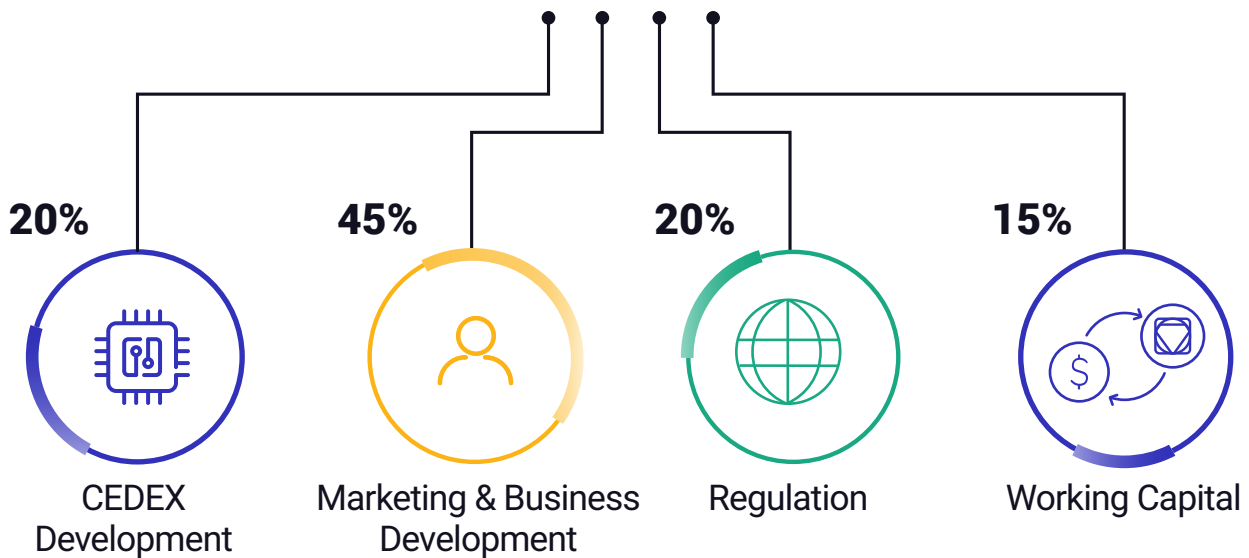 20%
45%
20%
15%
$
CEDEX
Development
Marketing & Business
Development
Regulation
Working Capital